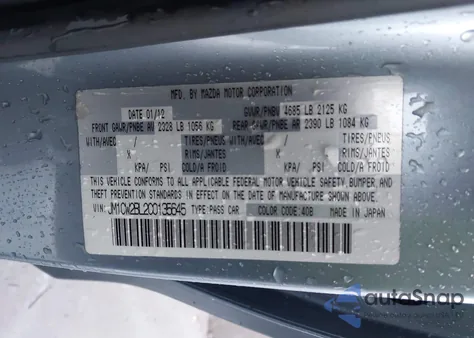 MFD. BY MAZDA MOTOR CORPORATION
DATE 01/12 GVWR/PNBV 4685 LB 2125 KG
FRONT GAWR/PNBE AV 2328 LB 1056 KG REAR GAWR/PNBE AR 2390 LB 1084 KG
WITH/AVEC / TIRES/PNEUS WITH/AVEC / TIRES/PNEUS
X RIMS/JANTES X RIMS/JANTES
KPA/ PSI COLD/A FROID KPA/ PSI COLD/A FROID
THIS VEHICLE CONFORMS TO ALL APPLICABLE FEDERAL MOTOR VEHICLE SAFETY, BUMPER, AND
THEFT PREVENTION STANDARDS IN EFFECT ON THE DATE OF MANUFACTURE SHOWN ABOVE.
VIN: JM1CW2BL2C0135645 TYPE PASS CAR COLOR CODE:40B MADE IN JAPAN
autoSnap